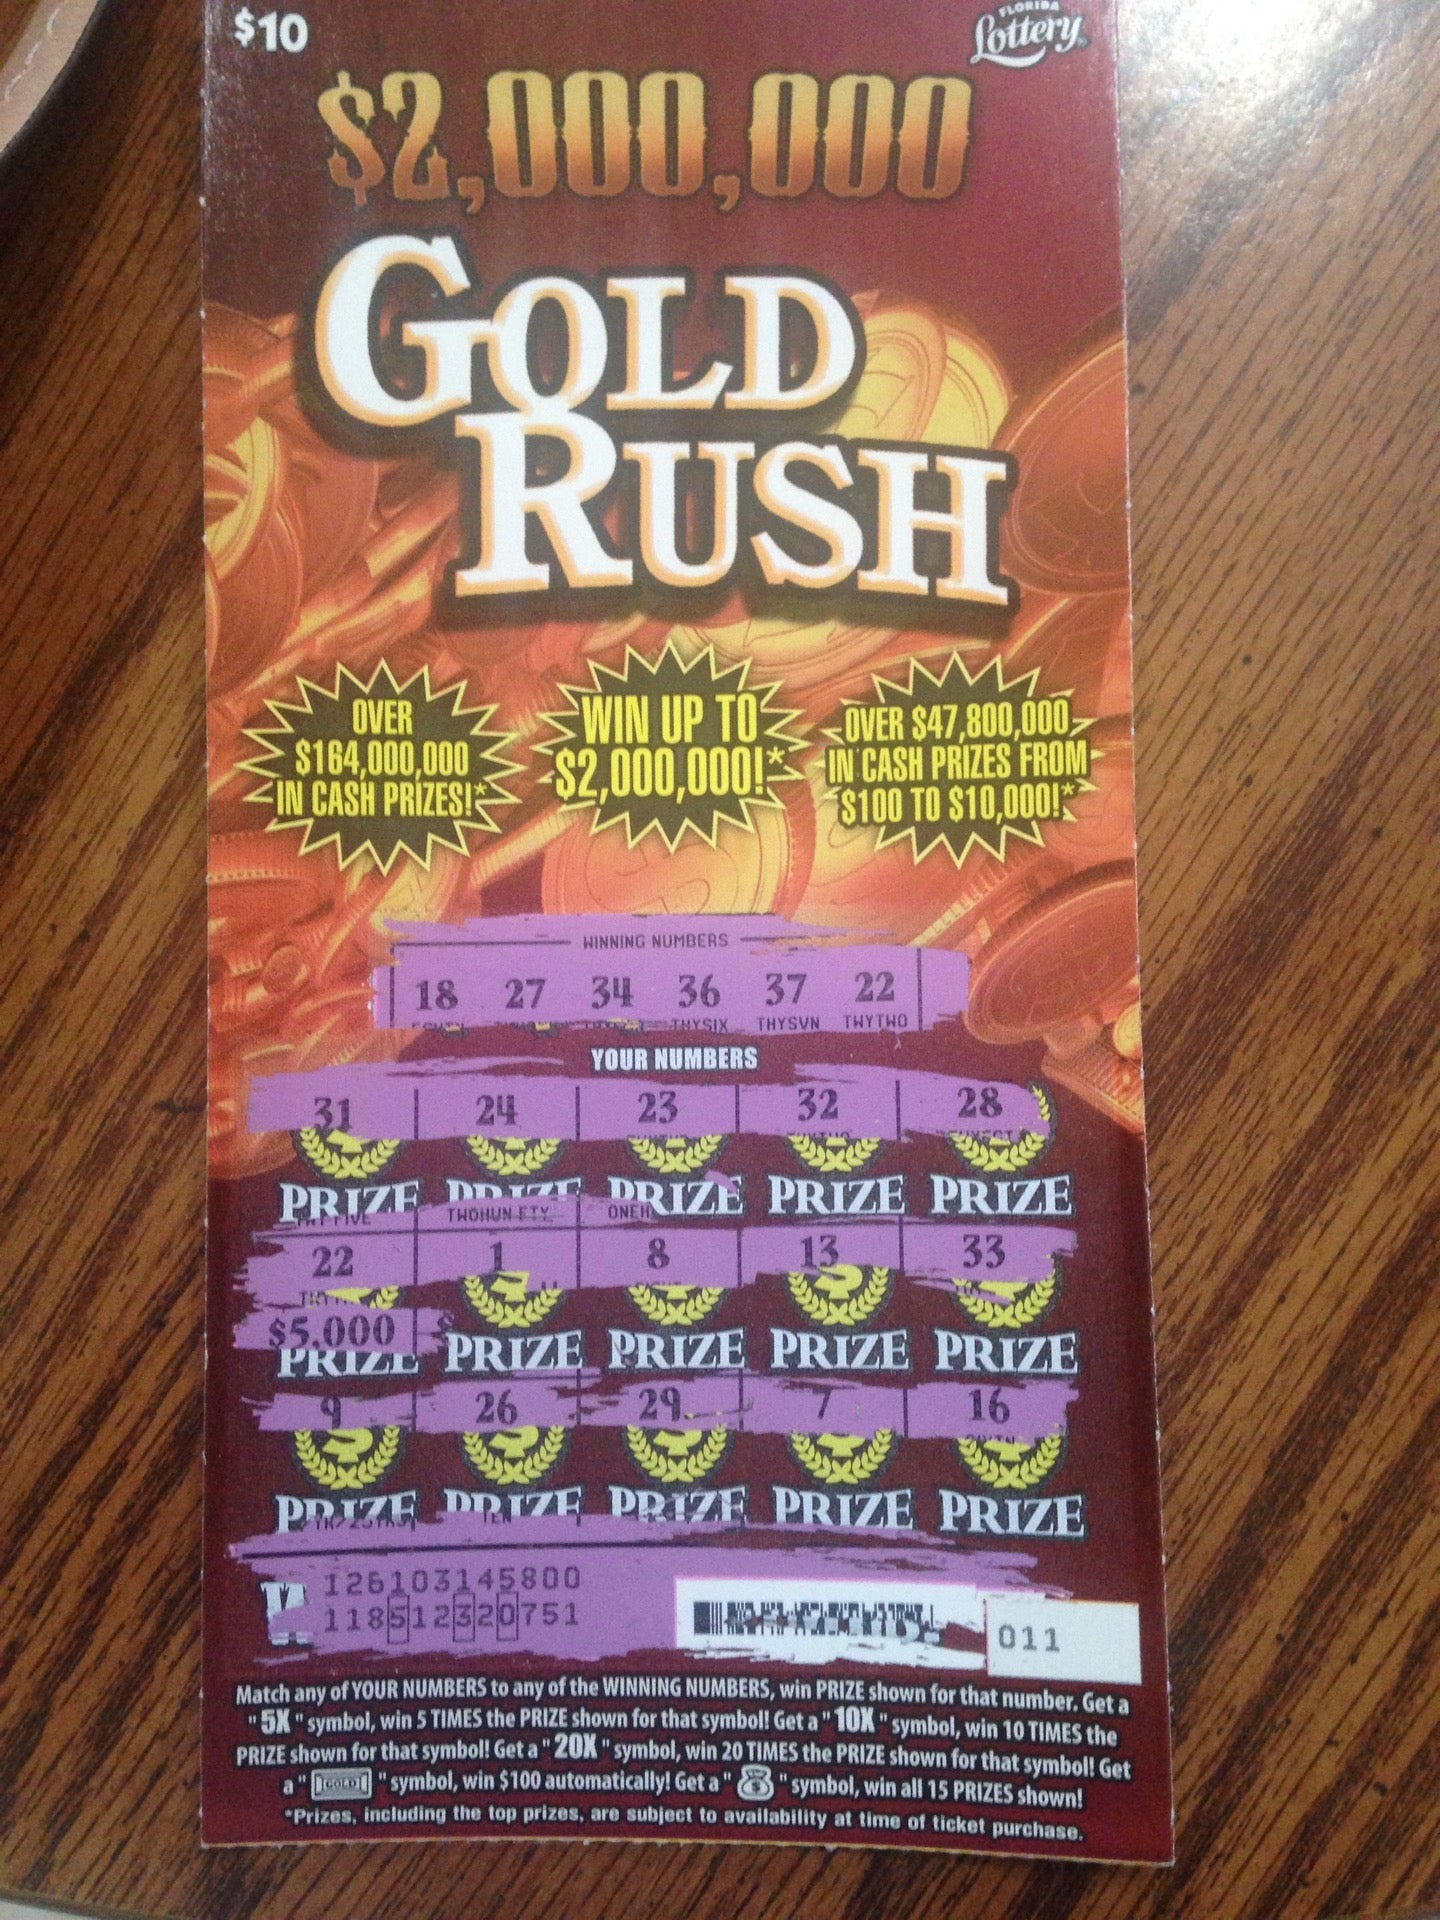 $10
FLORIDA
Lottery
$2,000,000
GOLD
RUSH
OVER
$164,000,000
IN CASH PRIZES!*
WIN UP TO
$2,000,000!*
OVER $47,800,000
IN CASH PRIZES FROM
$100 TO $10,000!*
WINNING NUMBERS
18 27 34 36 37 22
THYSIX THYSVN TWYTWO
YOUR NUMBERS
31 24 23 32 28
PRIZE PRIZE PRIZE PRIZE PRIZE
22 1 8 13 33
$5,000
PRIZE PRIZE PRIZE PRIZE PRIZE
9 26 29 7 16
PRIZE PRIZE PRIZE PRIZE PRIZE
TEN
126103145800
118512320751
011
Match any of YOUR NUMBERS to any of the WINNING NUMBERS, win PRIZE shown for that number. Get a
"5X" symbol, win 5 TIMES the PRIZE shown for that symbol! Get a "10X" symbol, win 10 TIMES the
PRIZE shown for that symbol! Get a "20X" symbol, win 20 TIMES the PRIZE shown for that symbol! Get
a "GOLD" symbol, win $100 automatically! Get a "$" symbol, win all 15 PRIZES shown!
*Prizes, including the top prizes, are subject to availability at time of ticket purchase.